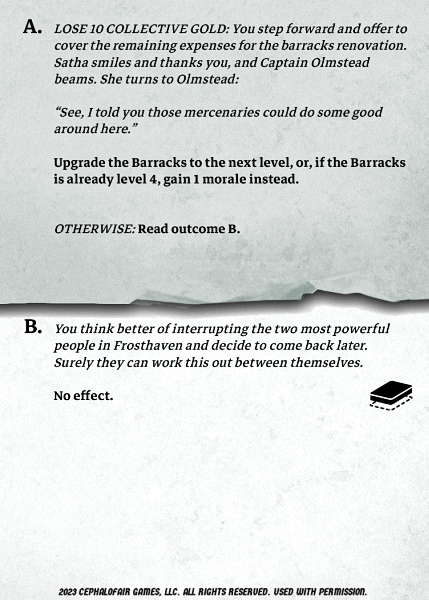 A. LOSE 10 COLLECTIVE GOLD: You step forward and offer to
cover the remaining expenses for the barracks renovation.
Satha smiles and thanks you, and Captain Olmstead
beams. She turns to Olmstead:
“See, I told you those mercenaries could do some good
around here.”
Upgrade the Barracks to the next level, or, if the Barracks
is already level 4, gain 1 morale instead.
OTHERWISE: Read outcome B.
B. You think better of interrupting the two most powerful
people in Frosthaven and decide to come back later.
Surely they can work this out between themselves.
No effect.
2023 CEPHALOFAIR GAMES, LLC. ALL RIGHTS RESERVED. USED WITH PERMISSION.